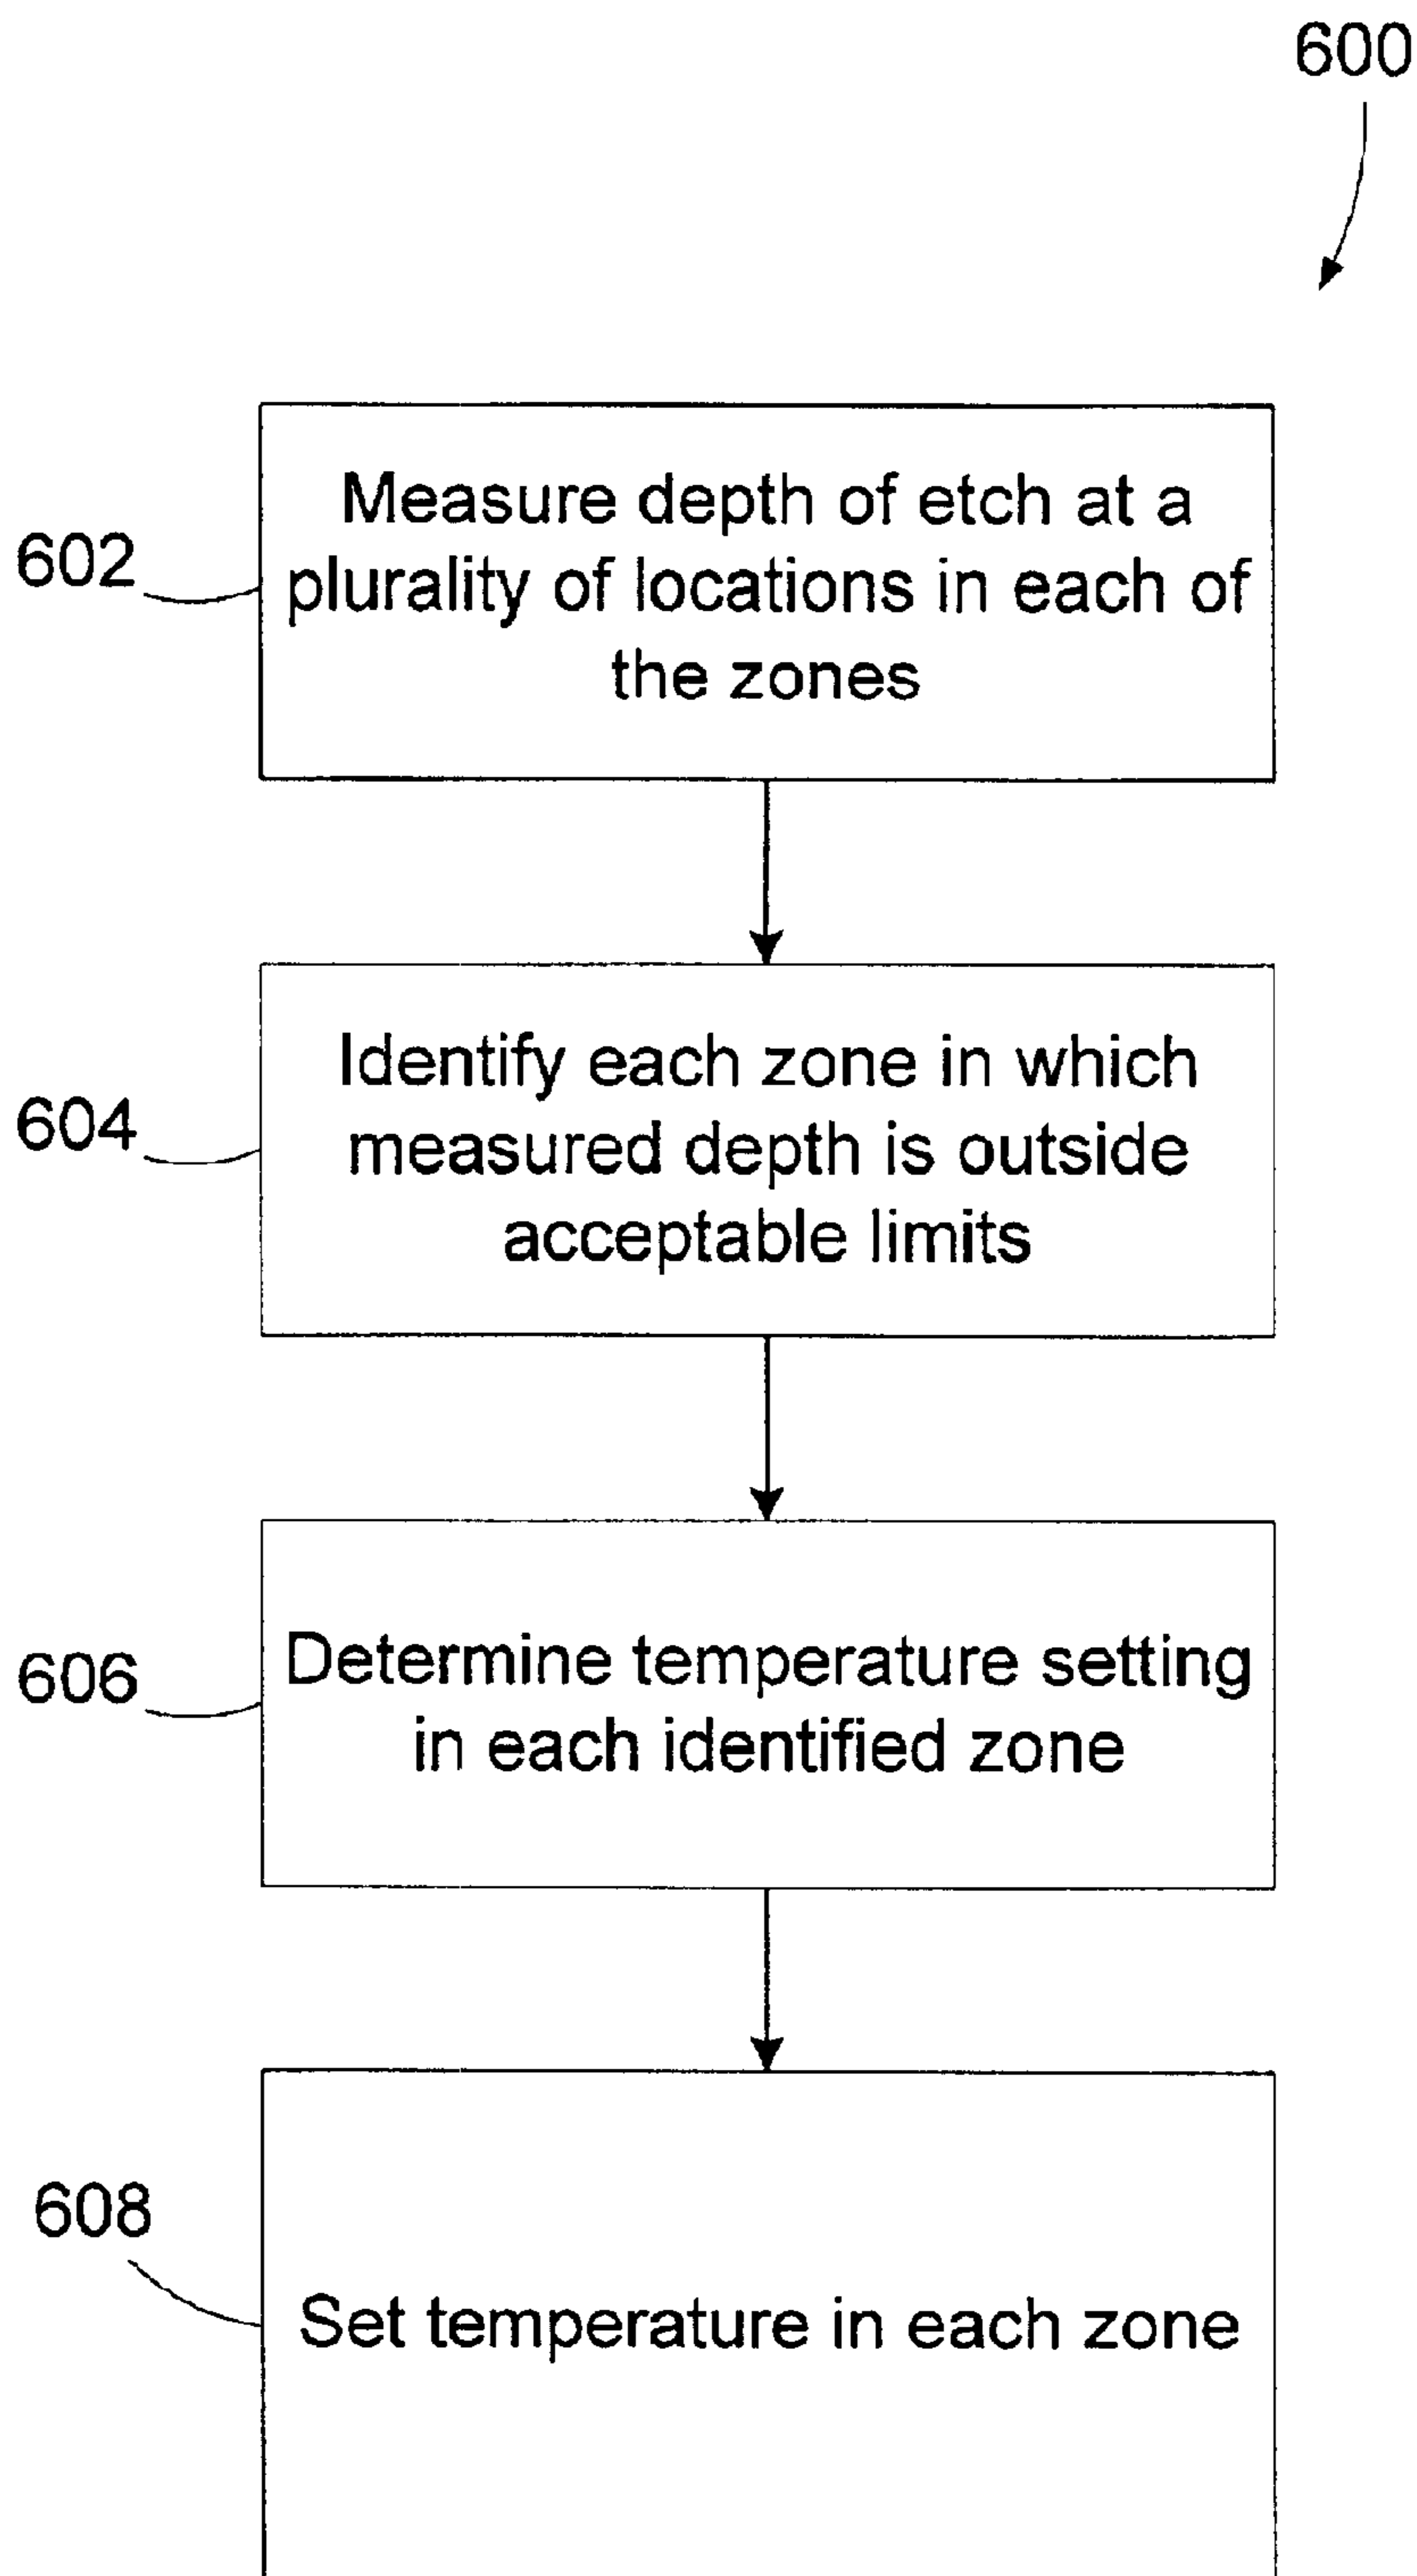 600
602
Measure depth of etch at a
plurality of locations in each of
the zones
604
Identify each zone in which
measured depth is outside
acceptable limits
606
Determine temperature setting
in each identified zone
608
Set temperature in each zone